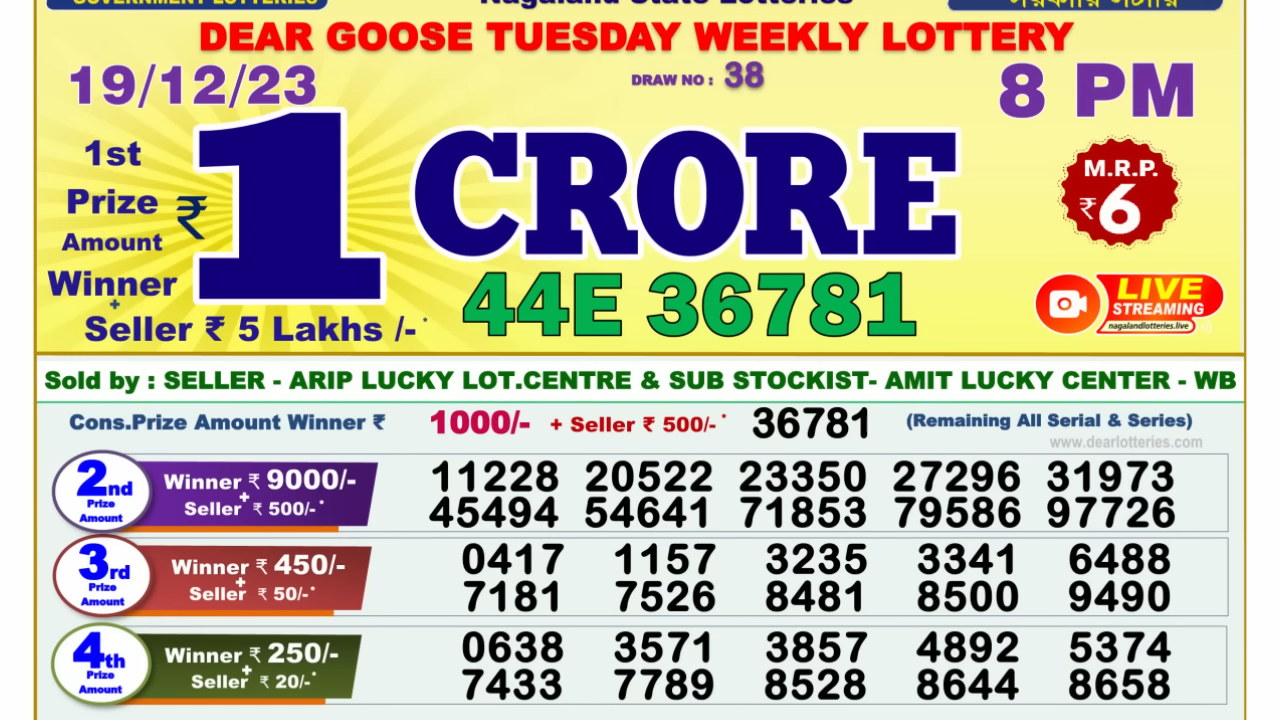 GOVERNMENT LOTTERIES
Nagaland State Lotteries
DEAR GOOSE TUESDAY WEEKLY LOTTERY
19/12/23
DRAW NO : 38
8 PM
1st
Prize
Amount
Winner
+
Seller ₹ 5 Lakhs /-*
₹ 1 CRORE
44E 36781
M.R.P.
₹ 6
LIVE
STREAMING
nagalandlotteries.live
Sold by : SELLER - ARIP LUCKY LOT.CENTRE & SUB STOCKIST- AMIT LUCKY CENTER - WB
Cons.Prize Amount Winner ₹ 1000/- + Seller ₹ 500/-* 36781 (Remaining All Serial & Series)
www.dearlotteries.com
2nd
Prize
Amount
Winner ₹ 9000/-
+
Seller ₹ 500/-*
11228 20522 23350 27296 31973
45494 54641 71853 79586 97726
3rd
Prize
Amount
Winner ₹ 450/-
+
Seller ₹ 50/-*
0417 1157 3235 3341 6488
7181 7526 8481 8500 9490
4th
Prize
Amount
Winner ₹ 250/-
+
Seller ₹ 20/-*
0638 3571 3857 4892 5374
7433 7789 8528 8644 8658